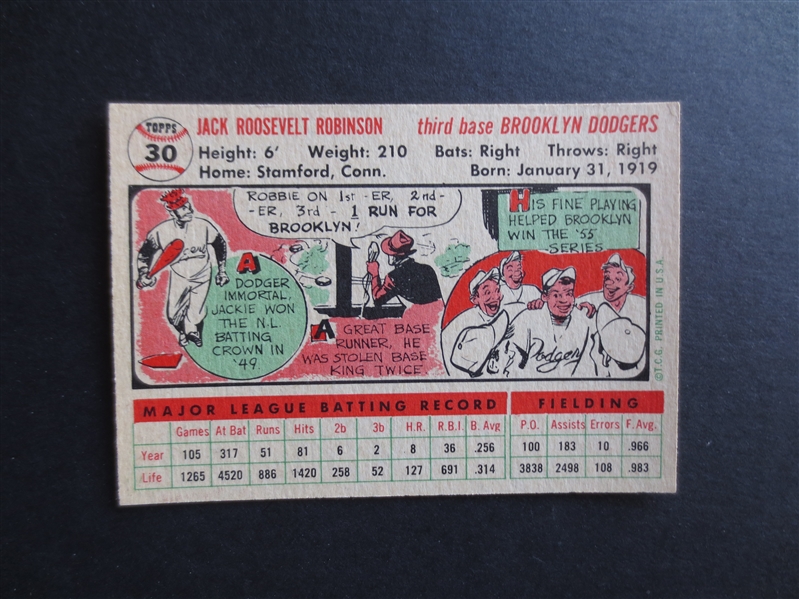 TOPPS
30
JACK ROOSEVELT ROBINSON third base BROOKLYN DODGERS
Height: 6' Weight: 210 Bats: Right Throws: Right
Home: Stamford, Conn. Born: January 31, 1919
ROBBIE ON 1st-ER, 2nd-
ER, 3rd - 1 RUN FOR
BROOKLYN!
HIS FINE PLAYING
HELPED BROOKLYN
WIN THE '55
SERIES
A
DODGER
IMMORTAL,
JACKIE WON
THE N.L.
BATTING
CROWN IN
'49.
A GREAT BASE
RUNNER, HE
WAS STOLEN BASE
KING TWICE
Dodgers
©T.C.G. PRINTED IN U.S.A.
MAJOR LEAGUE BATTING RECORD FIELDING
Games At Bat Runs Hits 2b 3b H.R. R.B.I. B. Avg P.O. Assists Errors F. Avg.
Year 105 317 51 81 6 2 8 36 .256 100 183 10 .966
Life 1265 4520 886 1420 258 52 127 691 .314 3838 2498 108 .983